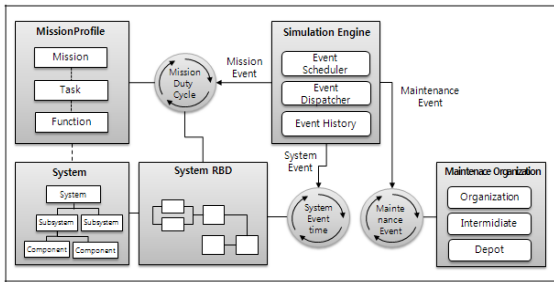 MissionProfile
Mission
Task
Function
Mission
Duty
Cycle
Mission
Event
Simulation Engine
Event
Scheduler
Event
Dispatcher
Event History
Maintenance
Event
System
Event
System
System
Subsystem
Subsystem
Component
Component
System RBD
System
Event
time
Mainte
nance
Event
Maintenace Organization
Organization
Intermidiate
Depot